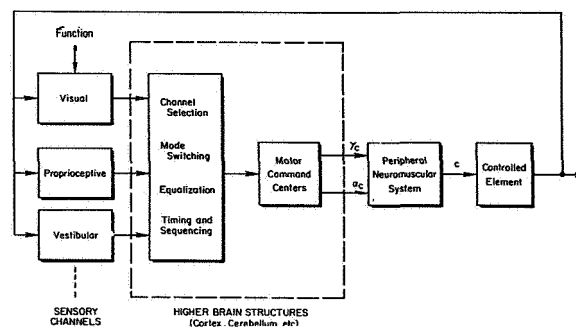 Function
Visual
Proprioceptive
Vestibular
SENSORY
CHANNELS
Channel
Selection
Mode
Switching
Equalization
Timing and
Sequencing
Motor
Command
Centers
HIGHER BRAIN STRUCTURES
(Cortex, Cerebellum, etc)
γc
αc
Peripheral
Neuromuscular
System
c
Controlled
Element